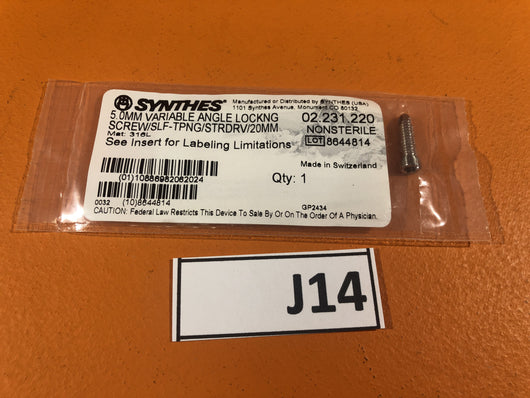 SYNTHES®
Manufactured or Distributed by SYNTHES (USA)
1101 Synthes Avenue, Monument CO 80132
5.0MM VARIABLE ANGLE LOCKNG
SCREW/SLF-TPNG/STRDRV/20MM
Mat: 316L
02.231.220
NONSTERILE
LOT 8644814
See Insert for Labeling Limitations
Made in Switzerland
(01)10886982082024
Qty: 1
0032
(10)8644814
GP2434
CAUTION: Federal Law Restricts This Device To Sale By Or On The Order Of A Physician.
J14